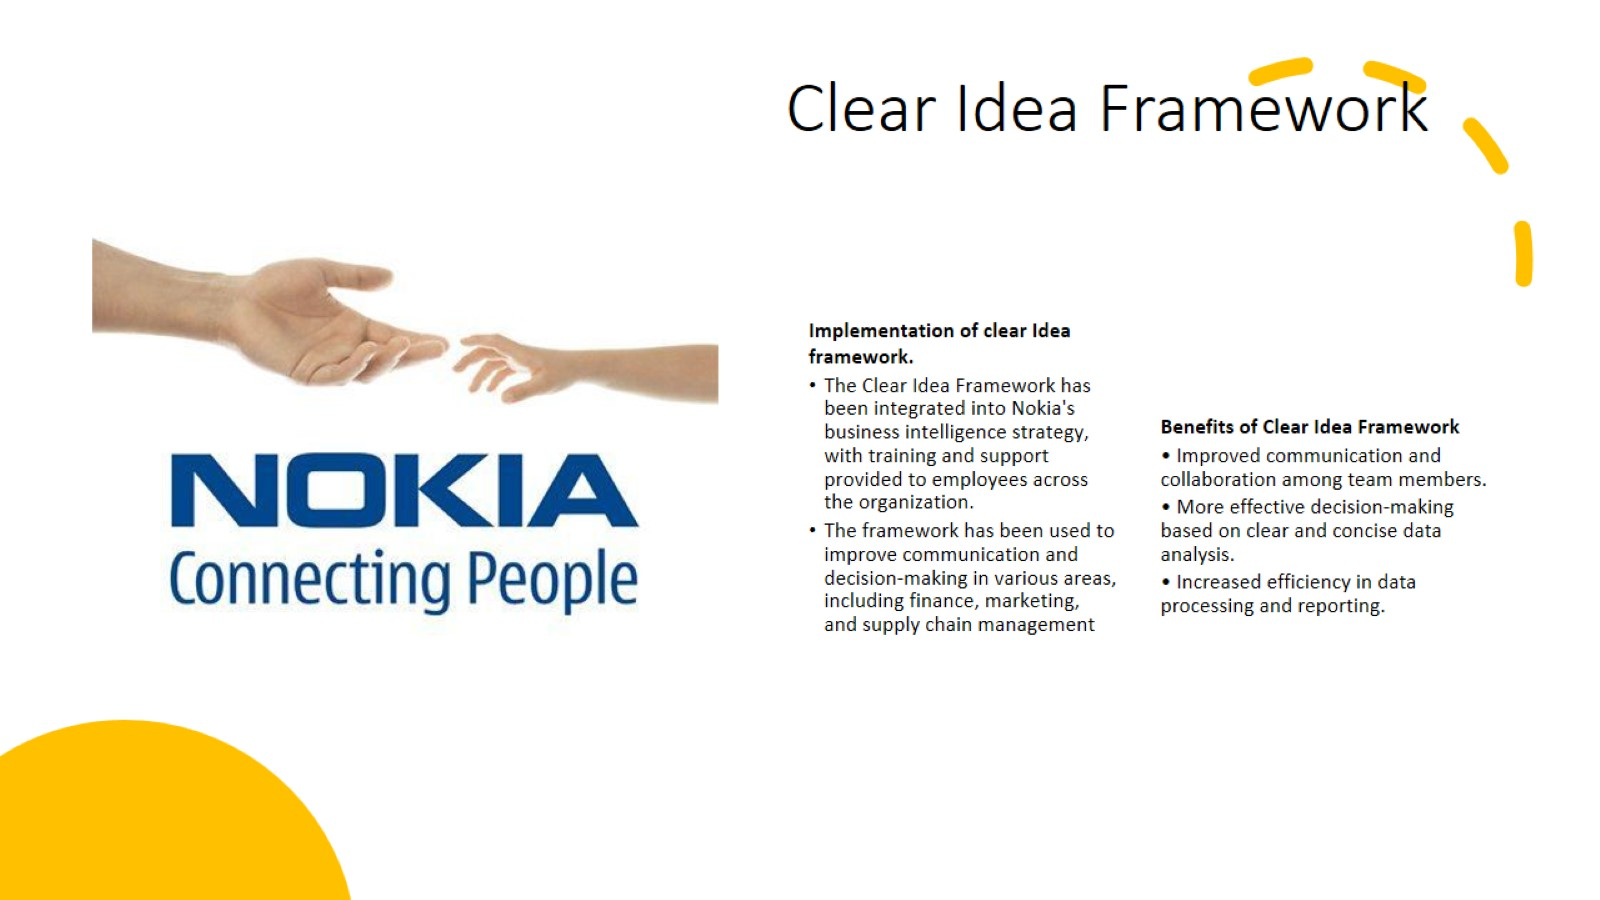 Clear Idea Framework
NOKIA
Connecting People
Implementation of clear Idea
framework.
• The Clear Idea Framework has
been integrated into Nokia's
business intelligence strategy,
with training and support
provided to employees across
the organization.
• The framework has been used to
improve communication and
decision-making in various areas,
including finance, marketing,
and supply chain management
Benefits of Clear Idea Framework
• Improved communication and
collaboration among team members.
• More effective decision-making
based on clear and concise data
analysis.
• Increased efficiency in data
processing and reporting.